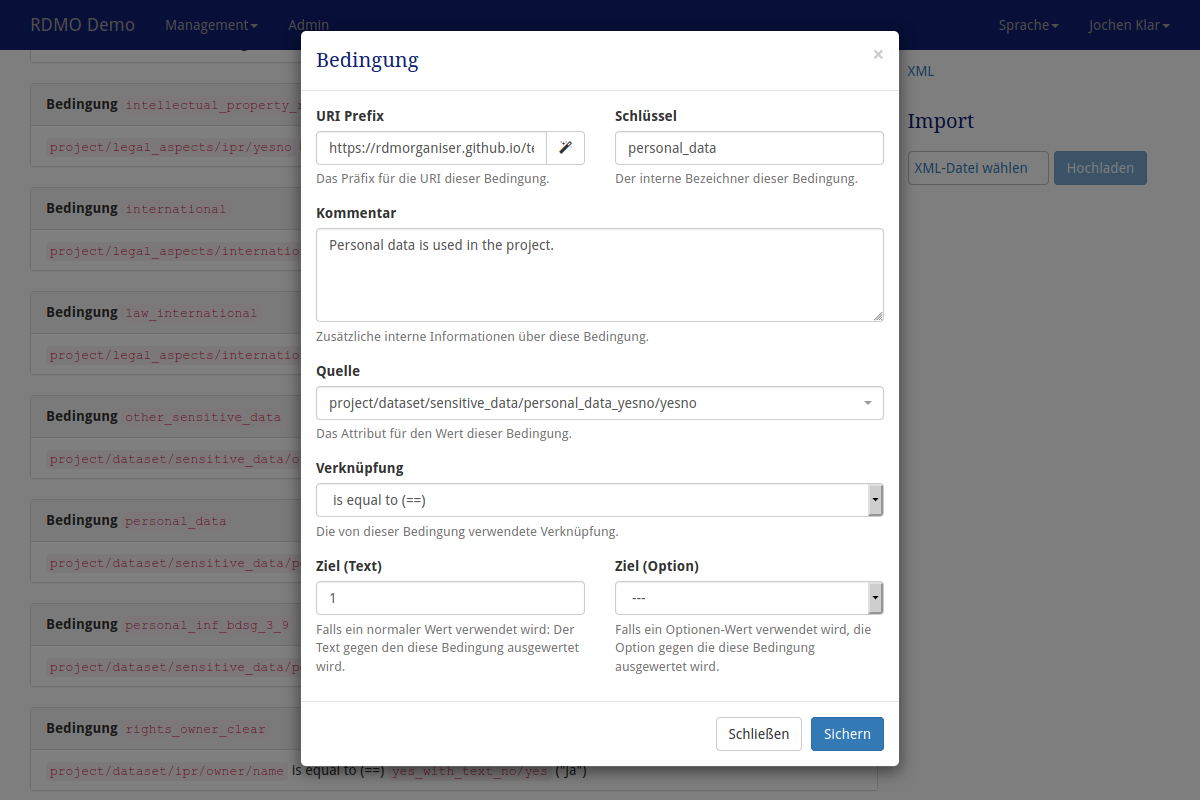 RDMO Demo Management Admin Sprache Jochen Klar
Bedingung ×
XML
Import
XML-Datei wählen Hochladen
URI Prefix Schlüssel
https://rdmorganiser.github.io/te personal_data
Das Präfix für die URI dieser Bedingung. Der interne Bezeichner dieser Bedingung.
Kommentar
Personal data is used in the project.
Zusätzliche interne Informationen über diese Bedingung.
Quelle
project/dataset/sensitive_data/personal_data_yesno/yesno
Das Attribut für den Wert dieser Bedingung.
Verknüpfung
is equal to (==)
Die von dieser Bedingung verwendete Verknüpfung.
Ziel (Text) Ziel (Option)
1 ---
Falls ein normaler Wert verwendet wird: Der Falls ein Optionen-Wert verwendet wird, die
Text gegen den diese Bedingung ausgewertet Option gegen die diese Bedingung
wird. ausgewertet wird.
Schließen Sichern
Bedingung intellectual_property_
project/legal_aspects/ipr/yesno
Bedingung international
project/legal_aspects/internatio
Bedingung law_international
project/legal_aspects/internatio
Bedingung other_sensitive_data
project/dataset/sensitive_data/o
Bedingung personal_data
project/dataset/sensitive_data/p
Bedingung personal_inf_bdsg_3_9
project/dataset/sensitive_data/p
Bedingung rights_owner_clear
project/dataset/ipr/owner/name is equal to (==) yes_with_text_no/yes ("Ja")